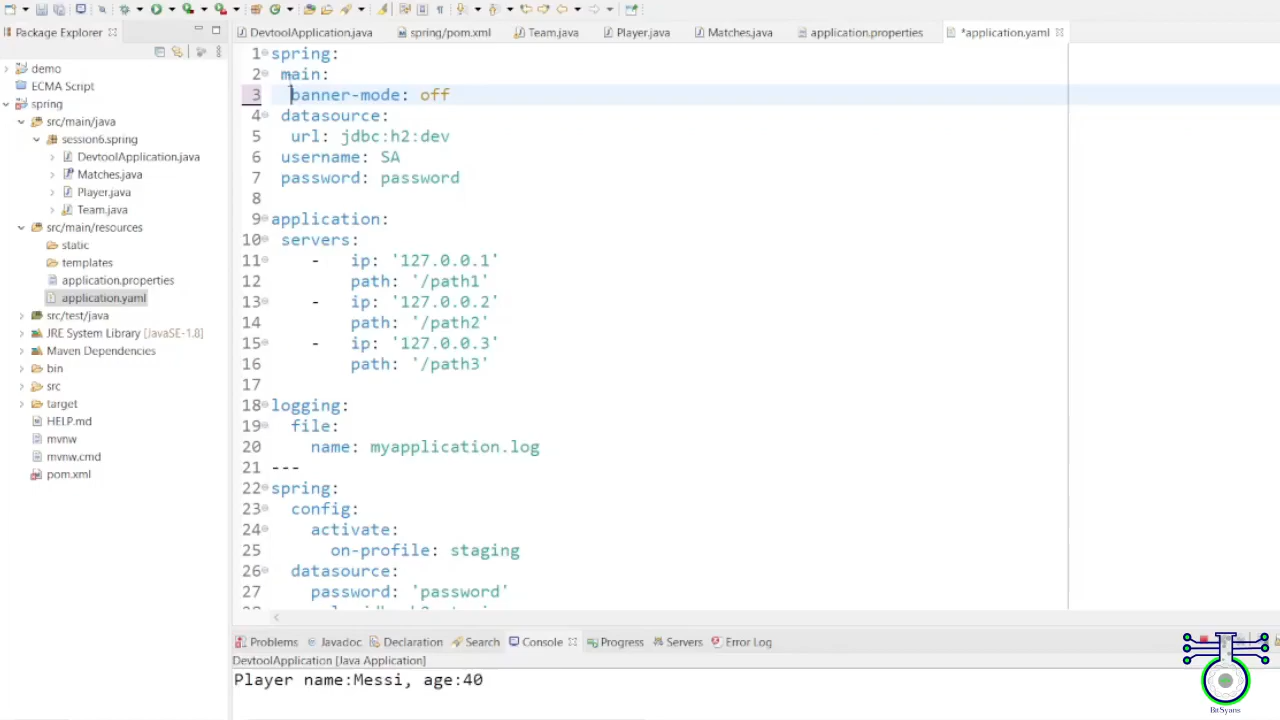 Package Explorer
DevtoolApplication.java
spring/pom.xml
Team.java
Player.java
Matches.java
application.properties
*application.yaml
demo
ECMA Script
spring
src/main/java
session6.spring
DevtoolApplication.java
Matches.java
Player.java
Team.java
src/main/resources
static
templates
application.properties
application.yaml
src/test/java
JRE System Library [JavaSE-1.8]
Maven Dependencies
bin
src
target
HELP.md
mvnw
mvnw.cmd
pom.xml
1 spring:
2 main:
3 banner-mode: off
4 datasource:
5 url: jdbc:h2:dev
6 username: SA
7 password: password
8
9 application:
10 servers:
11 - ip: '127.0.0.1'
12 path: '/path1'
13 - ip: '127.0.0.2'
14 path: '/path2'
15 - ip: '127.0.0.3'
16 path: '/path3'
17
18 logging:
19 file:
20 name: myapplication.log
21 ---
22 spring:
23 config:
24 activate:
25 on-profile: staging
26 datasource:
27 password: 'password'
Problems
Javadoc
Declaration
Search
Console
Progress
Servers
Error Log
DevtoolApplication [Java Application]
Player name:Messi, age:40
BitSyans